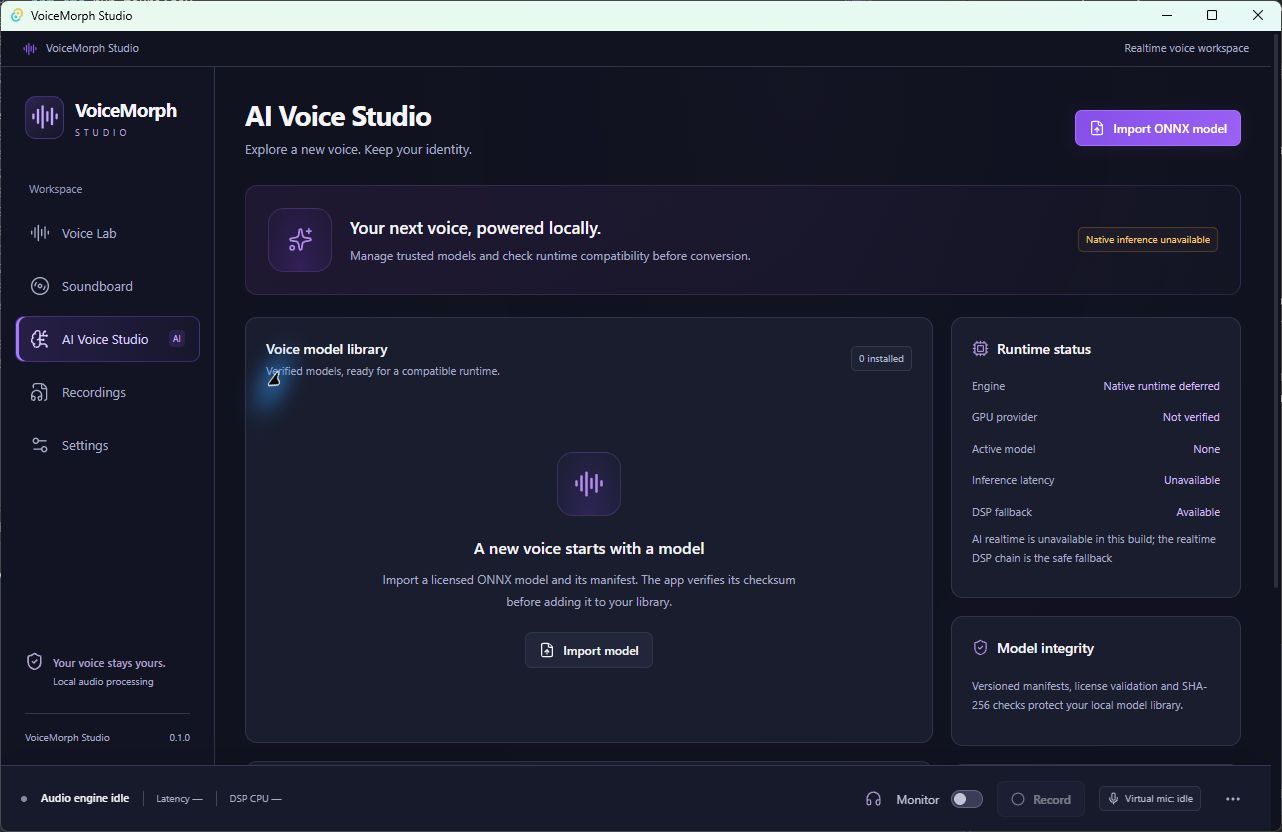 VoiceMorph Studio
VoiceMorph Studio
Realtime voice workspace
VoiceMorph
STUDIO
Workspace
Voice Lab
Soundboard
AI Voice Studio AI
Recordings
Settings
Your voice stays yours.
Local audio processing
VoiceMorph Studio 0.1.0
AI Voice Studio
Explore a new voice. Keep your identity.
Import ONNX model
Your next voice, powered locally.
Manage trusted models and check runtime compatibility before conversion.
Native inference unavailable
Voice model library
Verified models, ready for a compatible runtime.
0 installed
A new voice starts with a model
Import a licensed ONNX model and its manifest. The app verifies its checksum
before adding it to your library.
Import model
Runtime status
Engine Native runtime deferred
GPU provider Not verified
Active model None
Inference latency Unavailable
DSP fallback Available
AI realtime is unavailable in this build; the realtime
DSP chain is the safe fallback
Model integrity
Versioned manifests, license validation and SHA-
256 checks protect your local model library.
Audio engine idle Latency — DSP CPU —
Monitor Record Virtual mic: idle